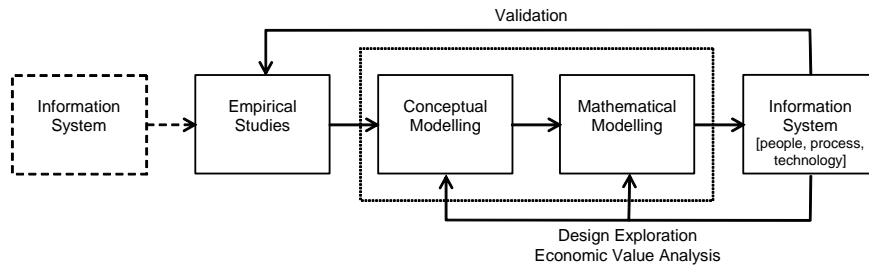 Validation
Information
System
Empirical
Studies
Conceptual
Modelling
Mathematical
Modelling
Information
System
[people, process,
technology]
Design Exploration
Economic Value Analysis